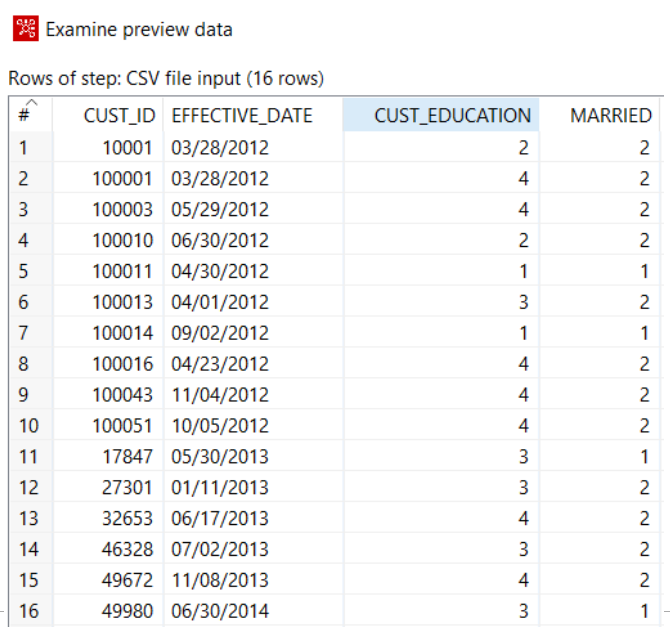 Examine preview data
Rows of step: CSV file input (16 rows)
# CUST_ID EFFECTIVE_DATE CUST_EDUCATION MARRIED
1 10001 03/28/2012 2 2
2 100001 03/28/2012 4 2
3 100003 05/29/2012 4 2
4 100010 06/30/2012 2 2
5 100011 04/30/2012 1 1
6 100013 04/01/2012 3 2
7 100014 09/02/2012 1 1
8 100016 04/23/2012 4 2
9 100043 11/04/2012 4 2
10 100051 10/05/2012 4 2
11 17847 05/30/2013 3 1
12 27301 01/11/2013 3 2
13 32653 06/17/2013 4 2
14 46328 07/02/2013 3 2
15 49672 11/08/2013 4 2
16 49980 06/30/2014 3 1